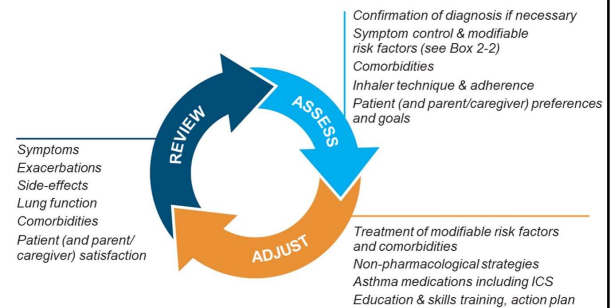 Confirmation of diagnosis if necessary
Symptom control & modifiable
risk factors (see Box 2-2)
Comorbidities
Inhaler technique & adherence
Patient (and parent/caregiver) preferences
and goals
ASSESS
REVIEW
Symptoms
Exacerbations
Side-effects
Lung function
Comorbidities
Patient (and parent/
caregiver) satisfaction
ADJUST
Treatment of modifiable risk factors
and comorbidities
Non-pharmacological strategies
Asthma medications including ICS
Education & skills training, action plan